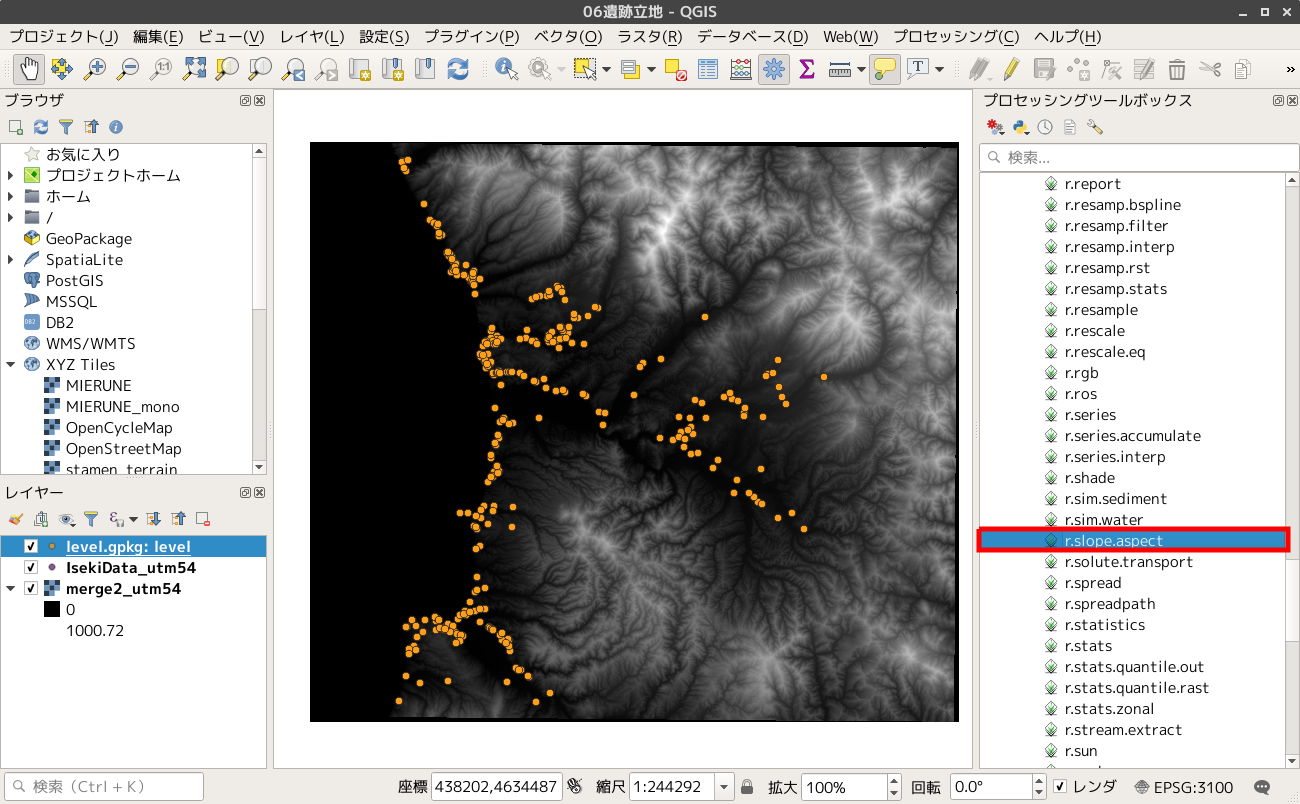 06遺跡立地 - QGIS
プロジェクト(J) 編集(E) ビュー(V) レイヤ(L) 設定(S) プラグイン(P) ベクタ(O) ラスタ(R) データベース(D) Web(W) プロセッシング(C) ヘルプ(H)
1:1
T
»
ブラウザ
お気に入り
プロジェクトホーム
ホーム
/
GeoPackage
SpatiaLite
PostGIS
MSSQL
DB2 DB2
WMS/WMTS
XYZ Tiles
MIERUNE
MIERUNE_mono
OpenCycleMap
OpenStreetMap
stamen_terrain
レイヤー
level.gpkg: level
IsekiData_utm54
merge2_utm54
0
1000.72
プロセッシングツールボックス
検索...
r.report
r.resamp.bspline
r.resamp.filter
r.resamp.interp
r.resamp.rst
r.resamp.stats
r.resample
r.rescale
r.rescale.eq
r.rgb
r.ros
r.series
r.series.accumulate
r.series.interp
r.shade
r.sim.sediment
r.sim.water
r.slope.aspect
r.solute.transport
r.spread
r.spreadpath
r.statistics
r.stats
r.stats.quantile.out
r.stats.quantile.rast
r.stats.zonal
r.stream.extract
r.sun
検索（Ctrl + K） 座標 438202,4634487 縮尺 1:244292 拡大 100% 回転 0.0° レンダ EPSG:3100